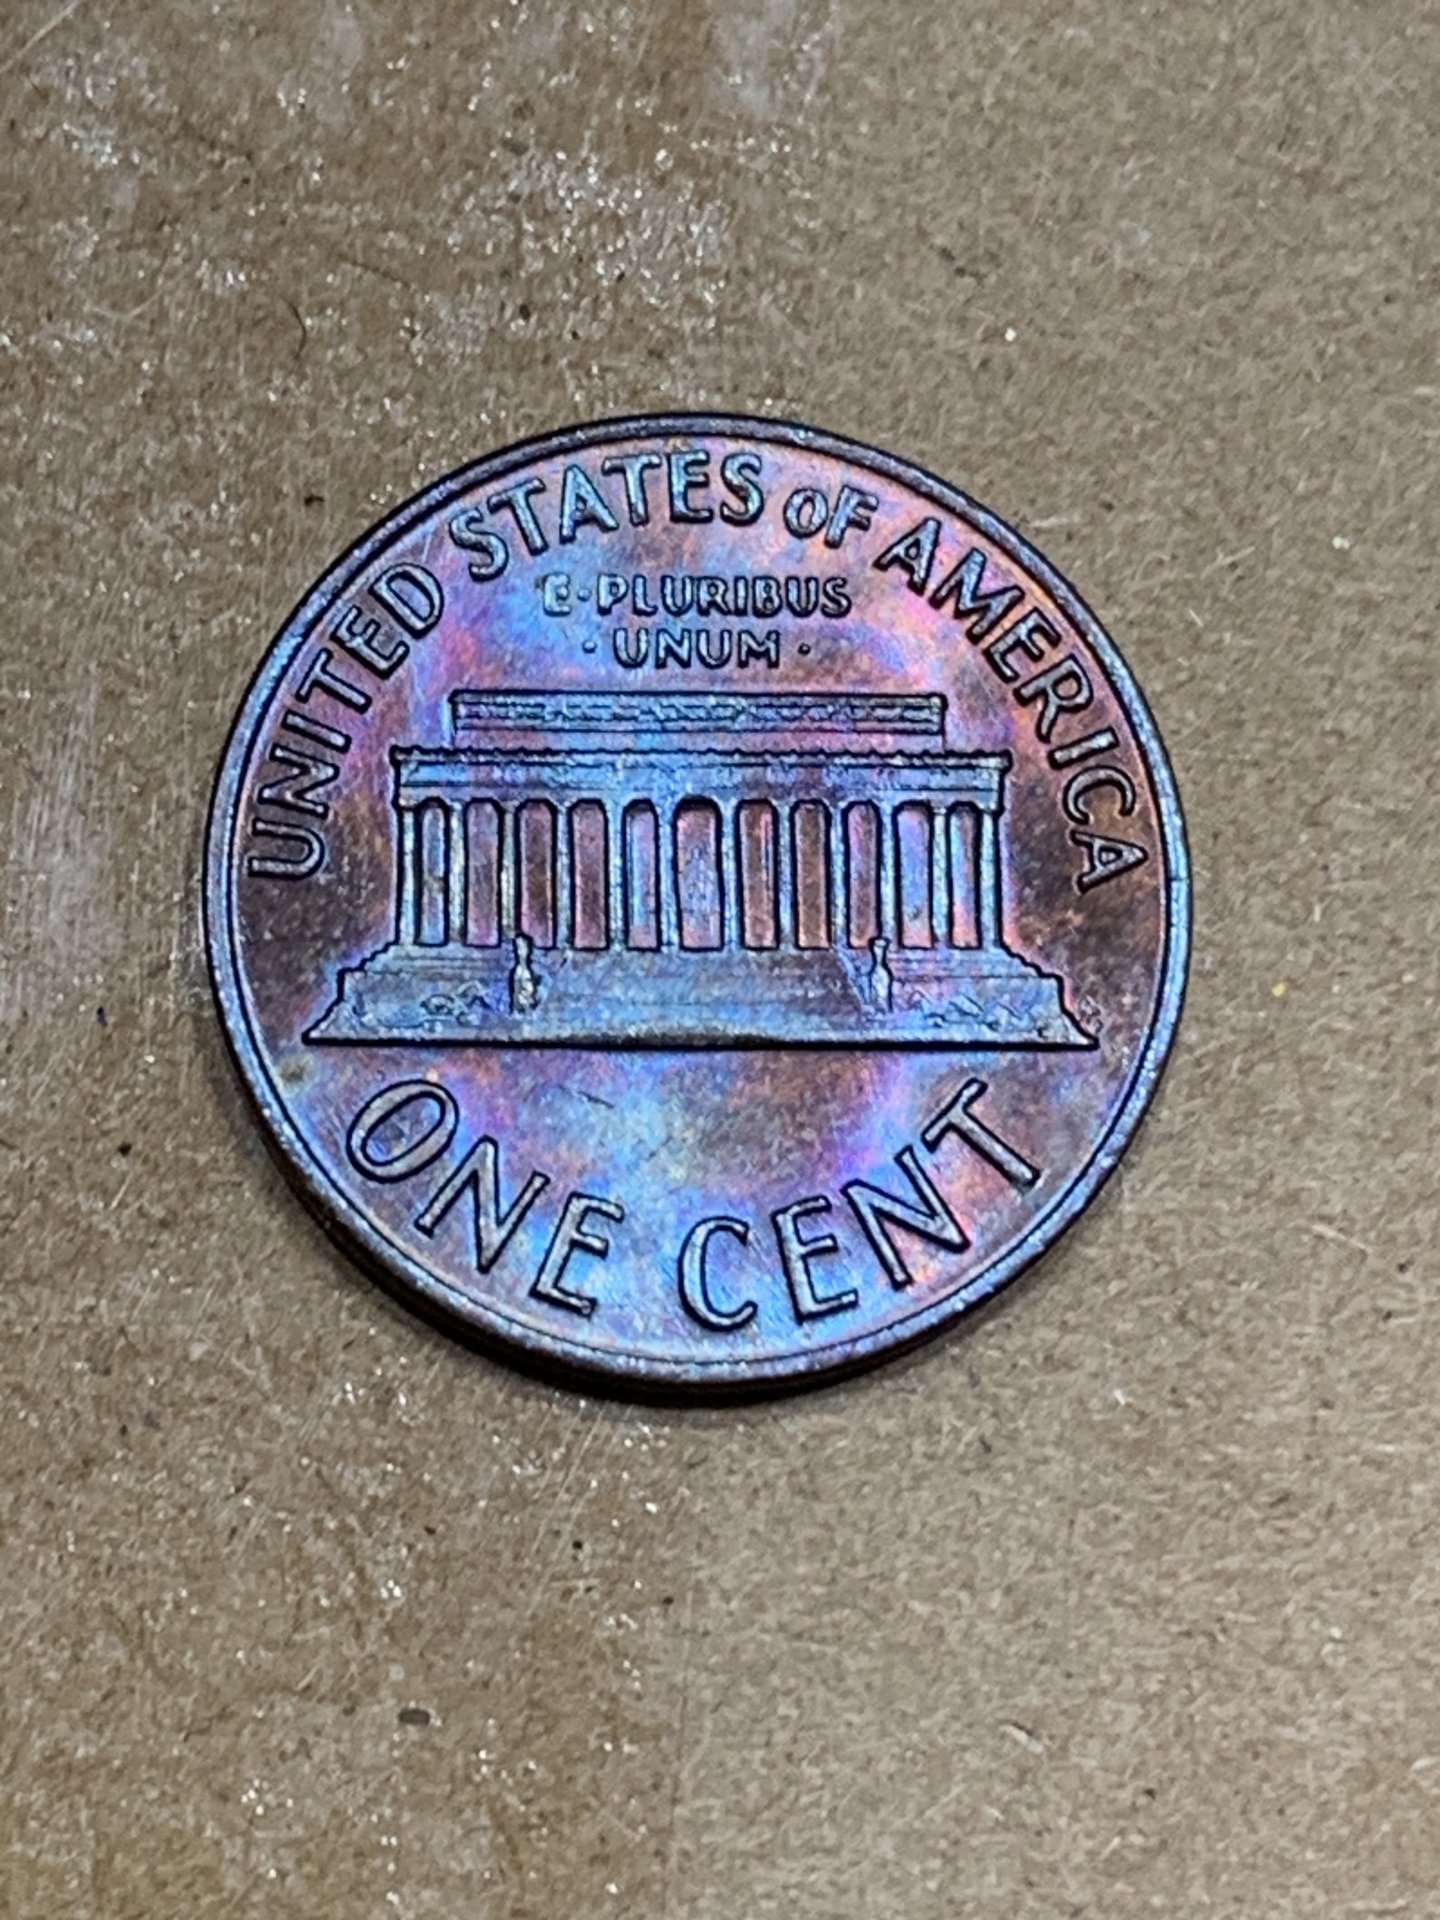 UNITED STATES OF AMERICA
E·PLURIBUS
·UNUM·
ONE CENT